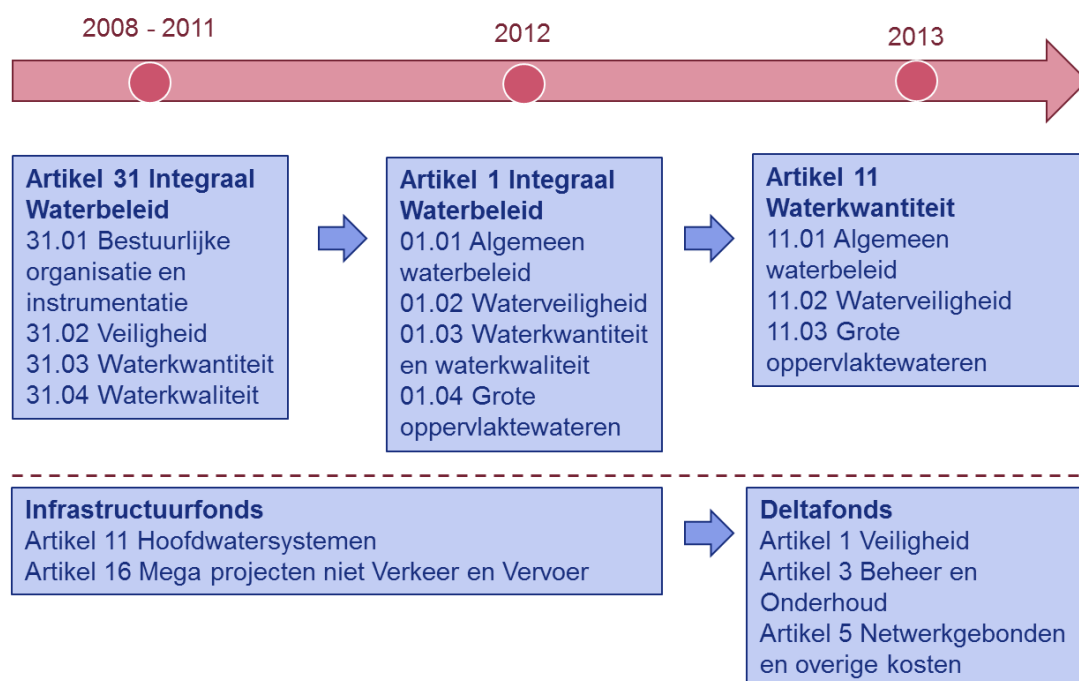 2008 - 2011
2012
2013
Artikel 31 Integraal
Waterbeleid
31.01 Bestuurlijke
organisatie en
instrumentatie
31.02 Veiligheid
31.03 Waterkwantiteit
31.04 Waterkwaliteit
Artikel 1 Integraal
Waterbeleid
01.01 Algemeen
waterbeleid
01.02 Waterveiligheid
01.03 Waterkwantiteit
en waterkwaliteit
01.04 Grote
oppervlaktewateren
Artikel 11
Waterkwantiteit
11.01 Algemeen
waterbeleid
11.02 Waterveiligheid
11.03 Grote
oppervlaktewateren
Infrastructuurfonds
Artikel 11 Hoofdwatersystemen
Artikel 16 Mega projecten niet Verkeer en Vervoer
Deltafonds
Artikel 1 Veiligheid
Artikel 3 Beheer en
Onderhoud
Artikel 5 Netwerkgebonden
en overige kosten